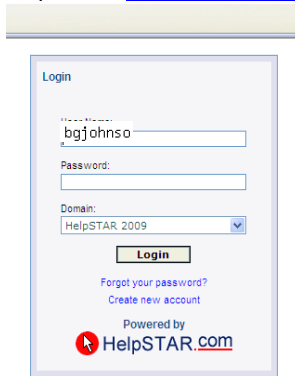 Login
User Name:
bgjohnso
Password:
Domain:
HelpSTAR 2009
Login
Forgot your password?
Create new account
Powered by
HelpSTAR.com